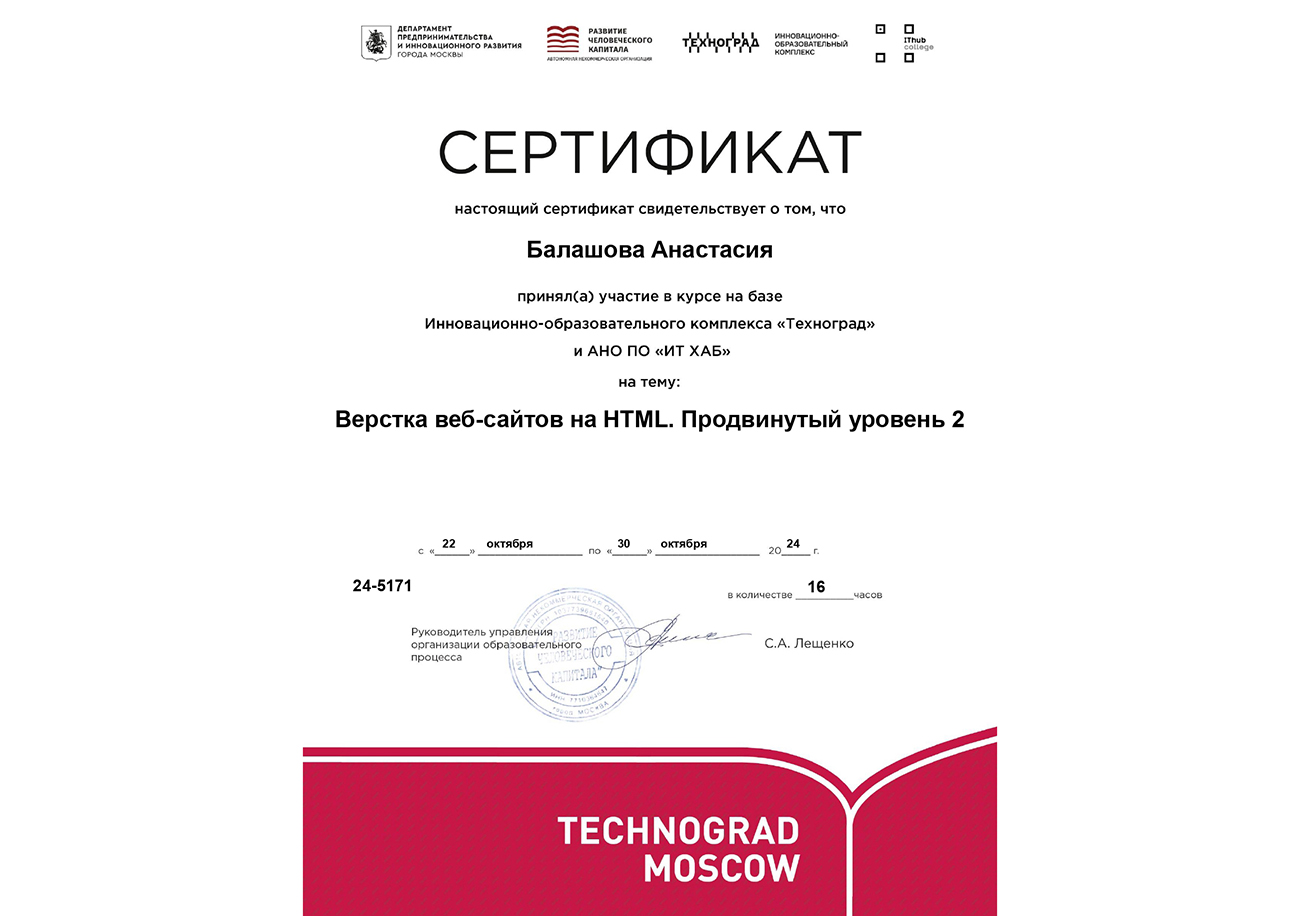 ДЕПАРТАМЕНТ
ПРЕДПРИНИМАТЕЛЬСТВА
И ИННОВАЦИОННОГО РАЗВИТИЯ
ГОРОДА МОСКВЫ
РАЗВИТИЕ
ЧЕЛОВЕЧЕСКОГО
КАПИТАЛА
АВТОНОМНАЯ НЕКОММЕРЧЕСКАЯ ОРГАНИЗАЦИЯ
ТЕХНОГРАД
ИННОВАЦИОННО-
ОБРАЗОВАТЕЛЬНЫЙ
КОМПЛЕКС
IThub
college
СЕРТИФИКАТ
настоящий сертификат свидетельствует о том, что
Балашова Анастасия
принял(а) участие в курсе на базе
Инновационно-образовательного комплекса «Техноград»
и АНО ПО «ИТ ХАБ»
на тему:
Верстка веб-сайтов на HTML. Продвинутый уровень 2
с «22» октября по «30» октября 2024 г.
24-5171
в количестве 16 часов
Руководитель управления
организации образовательного
процесса
С.А. Лещенко
РАЗВИТИЕ
ЧЕЛОВЕЧЕСКОГО
КАПИТАЛА"
город МОСКВА
TECHNOGRAD
MOSCOW